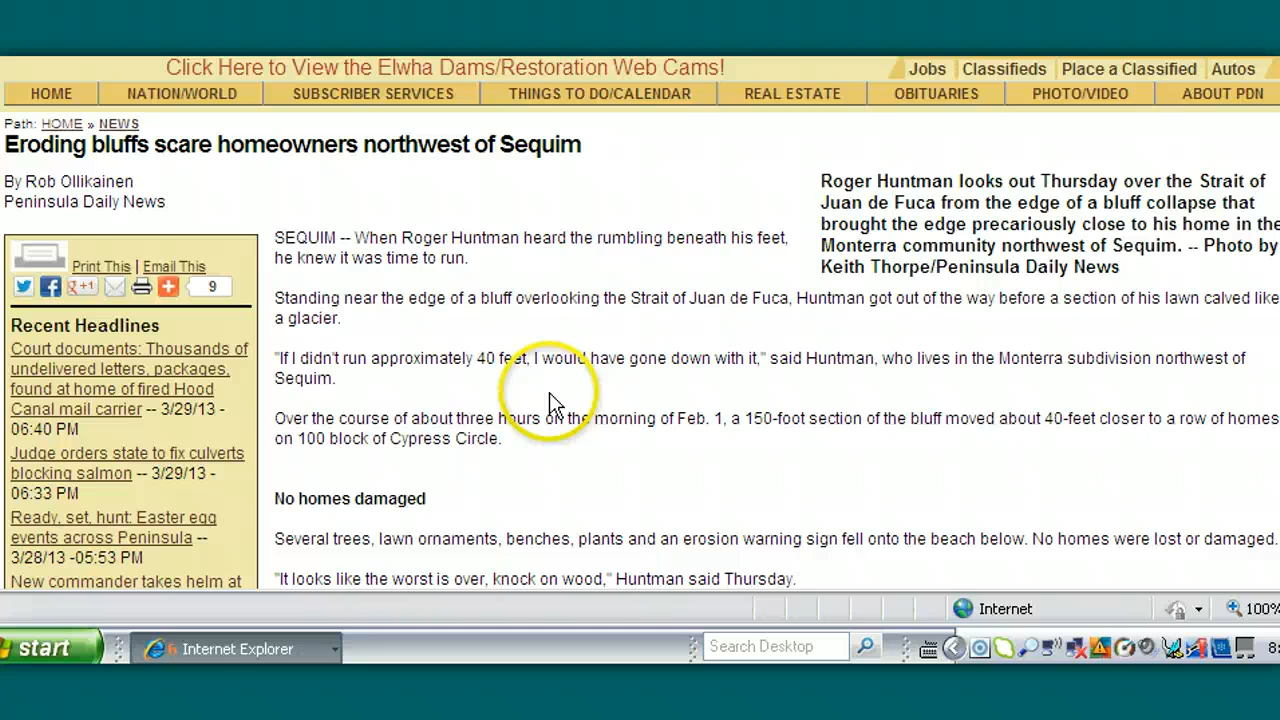 Click Here to View the Elwha Dams/Restoration Web Cams!
Jobs Classifieds Place a Classified Autos
HOME NATION/WORLD SUBSCRIBER SERVICES THINGS TO DO/CALENDAR REAL ESTATE OBITUARIES PHOTO/VIDEO ABOUT PDN
Path: HOME » NEWS
Eroding bluffs scare homeowners northwest of Sequim
By Rob Ollikainen
Peninsula Daily News
Roger Huntman looks out Thursday over the Strait of
Juan de Fuca from the edge of a bluff collapse that
brought the edge precariously close to his home in the
Monterra community northwest of Sequim. -- Photo by
Keith Thorpe/Peninsula Daily News
Print This | Email This
+1 9
Recent Headlines
Court documents: Thousands of
undelivered letters, packages,
found at home of fired Hood
Canal mail carrier -- 3/29/13 -
06:40 PM
Judge orders state to fix culverts
blocking salmon -- 3/29/13 -
06:33 PM
Ready, set, hunt: Easter egg
events across Peninsula --
3/28/13 -05:53 PM
New commander takes helm at
SEQUIM -- When Roger Huntman heard the rumbling beneath his feet,
he knew it was time to run.
Standing near the edge of a bluff overlooking the Strait of Juan de Fuca, Huntman got out of the way before a section of his lawn calved like
a glacier.
"If I didn't run approximately 40 feet, I would have gone down with it," said Huntman, who lives in the Monterra subdivision northwest of
Sequim.
Over the course of about three hours on the morning of Feb. 1, a 150-foot section of the bluff moved about 40-feet closer to a row of homes
on 100 block of Cypress Circle.
No homes damaged
Several trees, lawn ornaments, benches, plants and an erosion warning sign fell onto the beach below. No homes were lost or damaged.
"It looks like the worst is over, knock on wood," Huntman said Thursday.
Internet 100%
start Internet Explorer Search Desktop